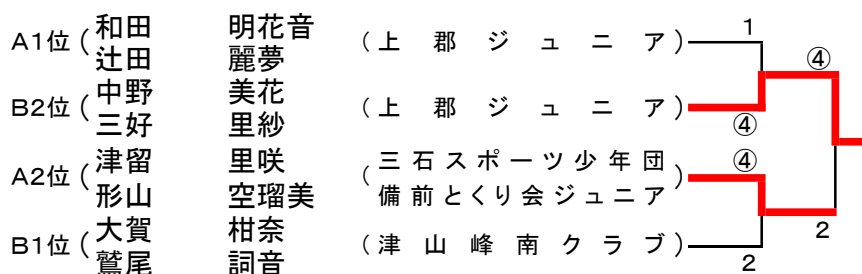 A1位 ( 和田 明花音 ( 上 郡 ジ ュ ニ ア ) 1
辻田 麗夢
④
B2位 ( 中野 美花 ( 上 郡 ジ ュ ニ ア )
三好 里紗 ④
A2位 ( 津留 里咲 ( 三石スポーツ少年団 ) ④
形山 空瑠美 備前とくり会ジュニア
2
B1位 ( 大賀 柑奈 ( 津 山 峰 南 ク ラ ブ )
鷲尾 詞音 2